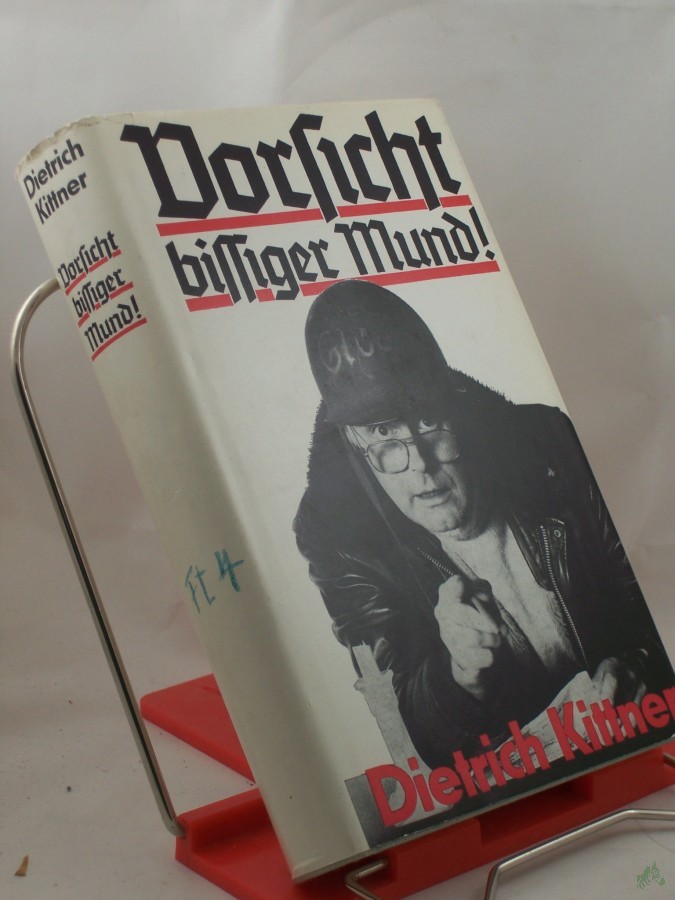 Dietrich
Kittner
Vorsicht
bissiger
Mund!
Ft 4
Vorsicht
bissiger Mund!
Dietrich Kittner